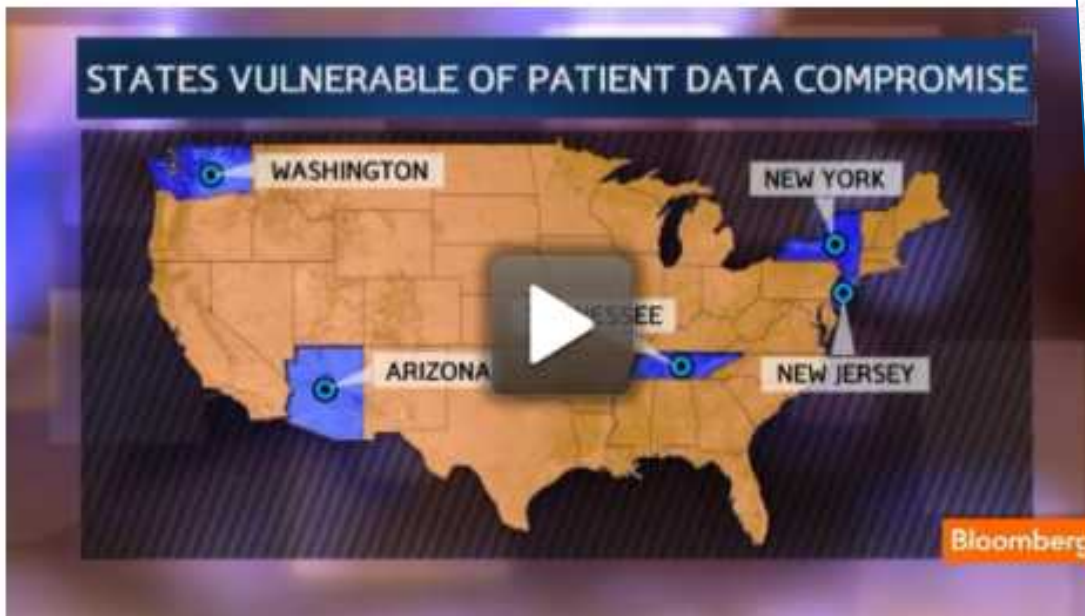 STATES VULNERABLE OF PATIENT DATA COMPROMISE
WASHINGTON
NEW YORK
ARIZONA
NEW JERSEY
Bloomberg